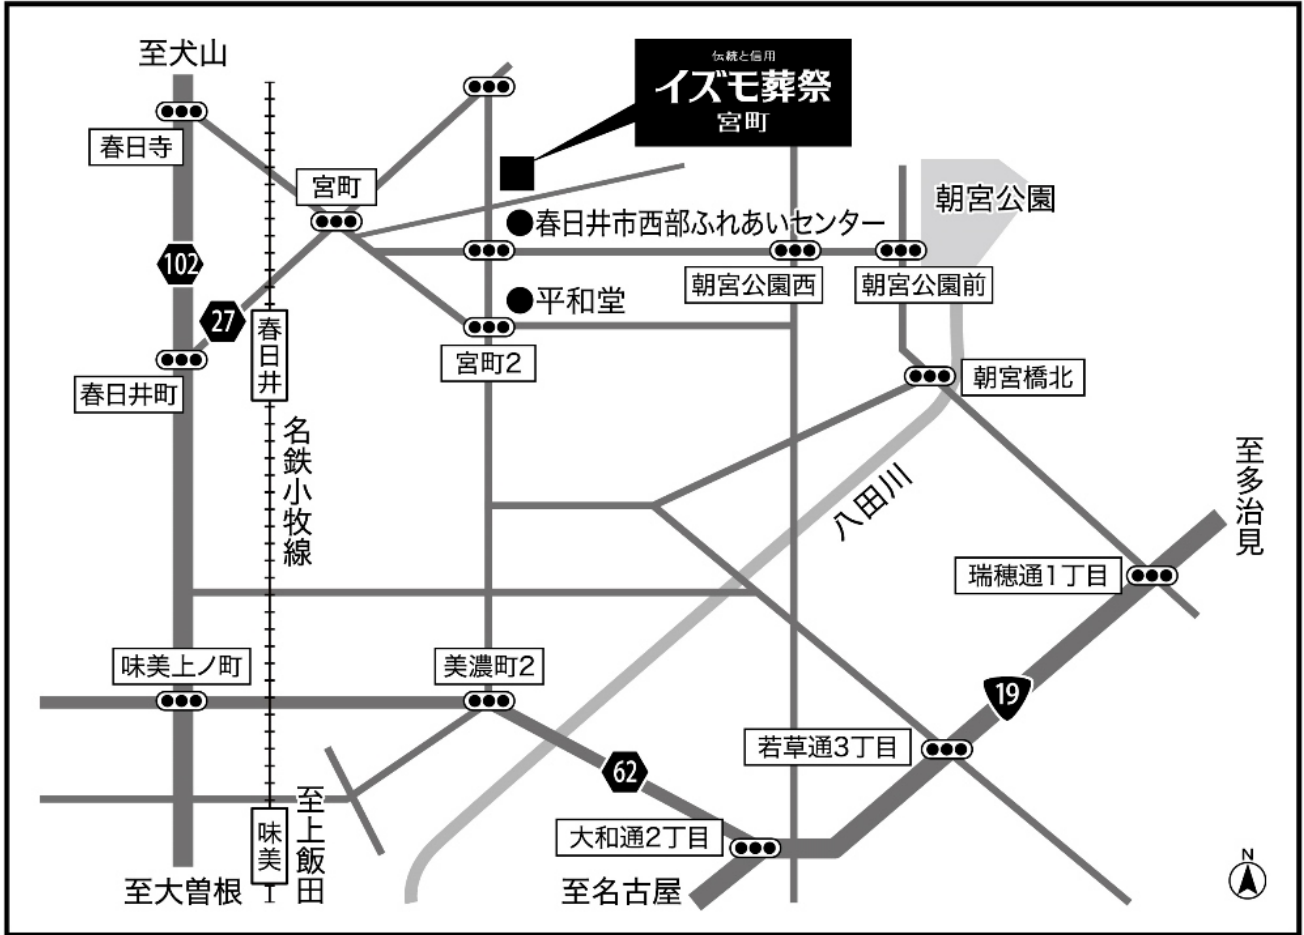 至犬山
伝統と信用
イズモ葬祭
宮町
春日寺
宮町
朝宮公園
春日井市西部ふれあいセンター
102
朝宮公園西
朝宮公園前
27
平和堂
春日井
宮町2
春日井町
朝宮橋北
名鉄小牧線
至多治見
八田川
瑞穂通1丁目
味美上ノ町
美濃町2
19
若草通3丁目
62
至上飯田
味美
大和通2丁目
至大曽根
至名古屋
N